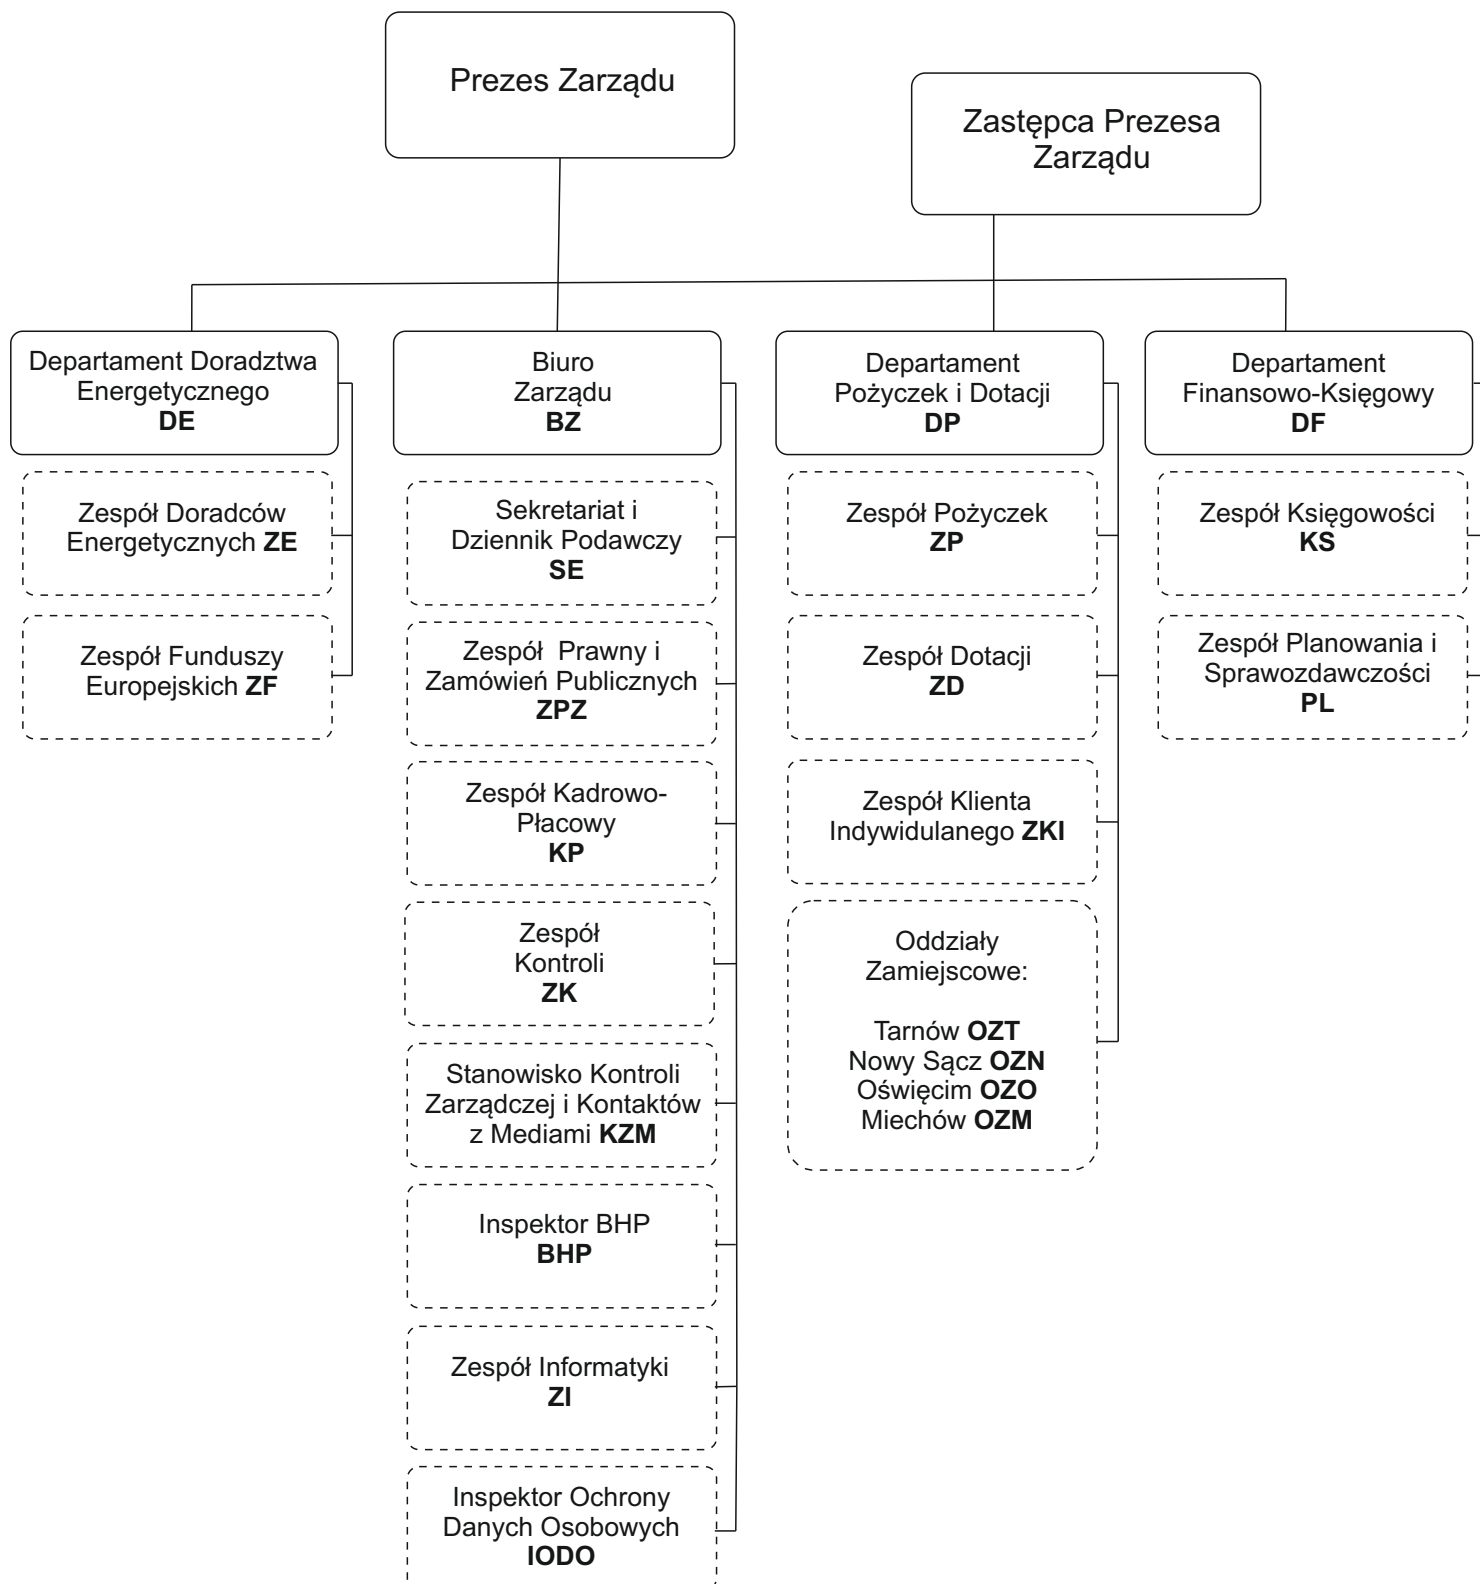 Prezes Zarządu
Zastępca Prezesa
Zarządu
Departament Doradztwa
Energetycznego
DE
Zespół Doradców
Energetycznych ZE
Zespół Funduszy
Europejskich ZF
Biuro
Zarządu
BZ
Sekretariat i
Dziennik Podawczy
SE
Zespół Prawny i
Zamówień Publicznych
ZPZ
Zespół Kadrowo-
Płacowy
KP
Zespół
Kontroli
ZK
Stanowisko Kontroli
Zarządczej i Kontaktów
z Mediami KZM
Inspektor BHP
BHP
Zespół Informatyki
ZI
Inspektor Ochrony
Danych Osobowych
IODO
Departament
Pożyczek i Dotacji
DP
Zespół Pożyczek
ZP
Zespół Dotacji
ZD
Zespół Klienta
Indywidulanego ZKI
Oddziały
Zamiejscowe:
Tarnów OZT
Nowy Sącz OZN
Oświęcim OZO
Miechów OZM
Departament
Finansowo-Księgowy
DF
Zespół Księgowości
KS
Zespół Planowania i
Sprawozdawczości
PL